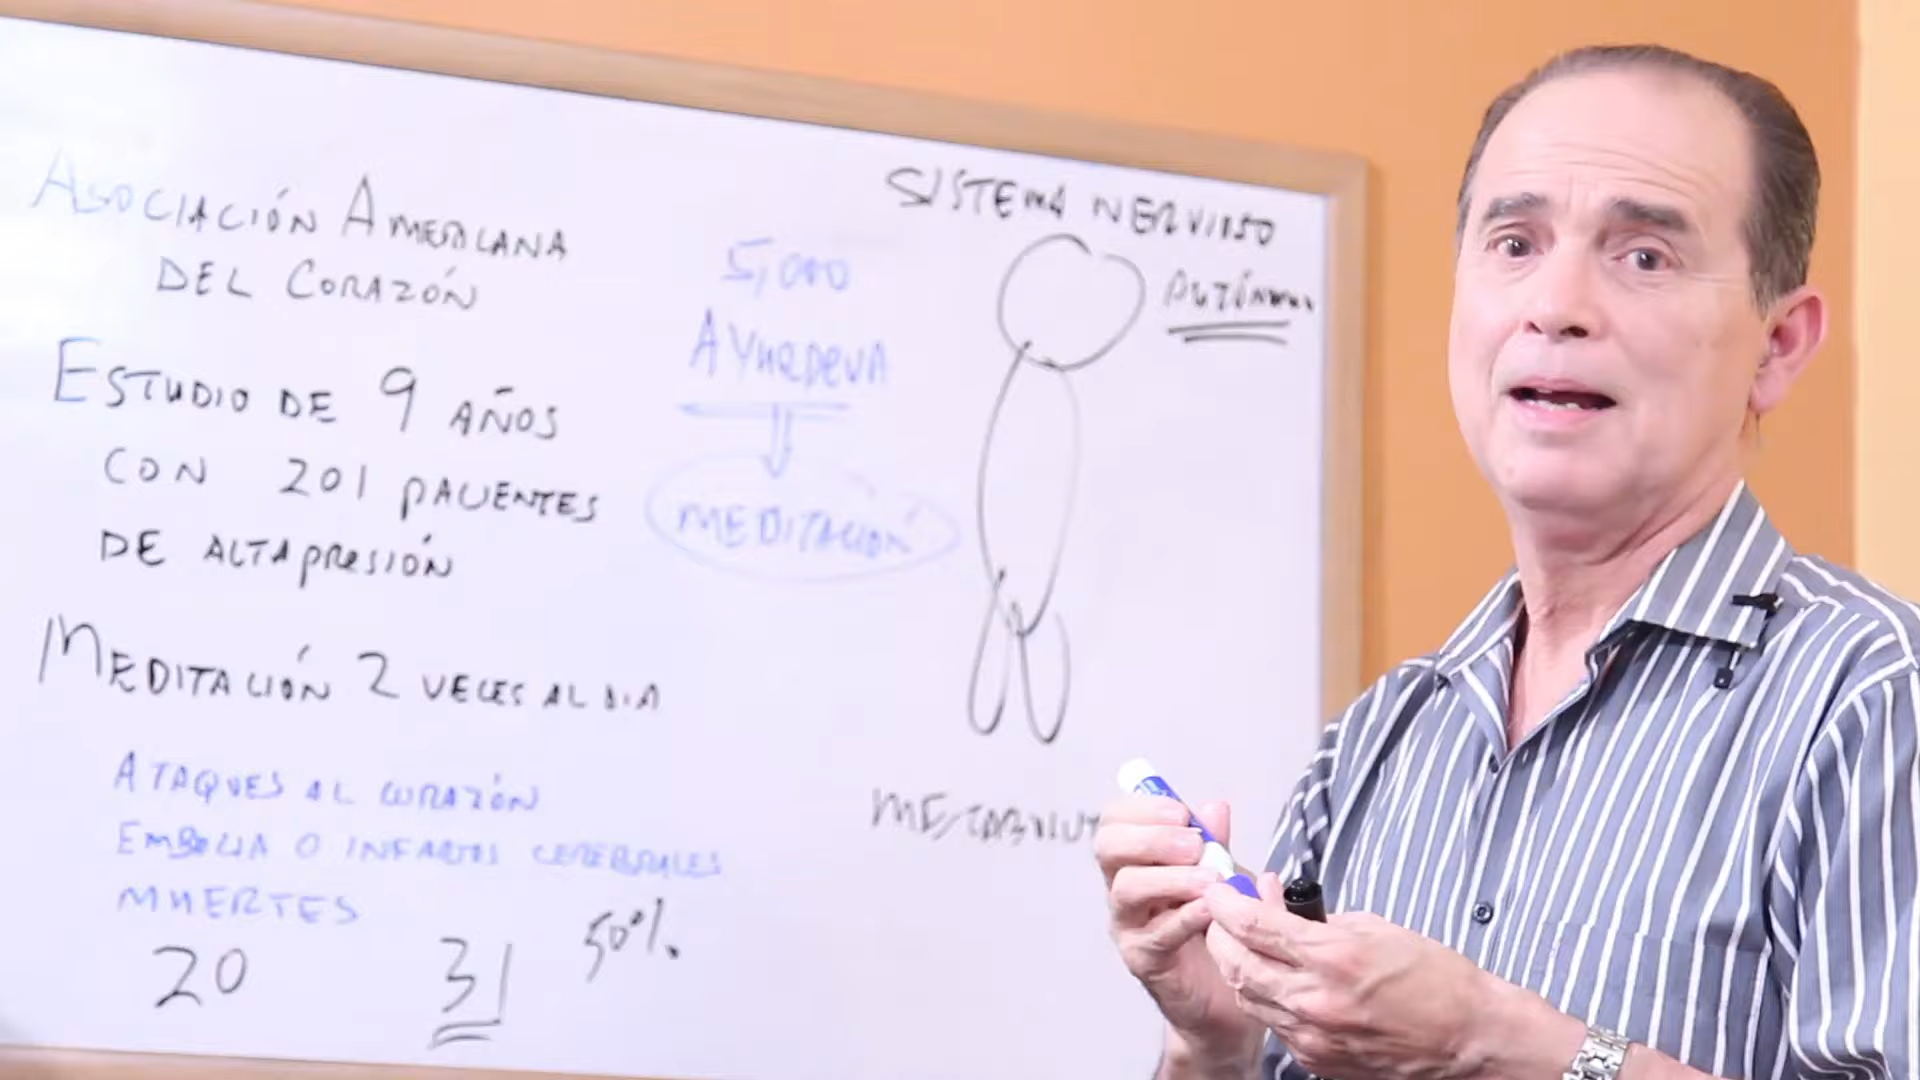 ASOCIACIÓN AMERICANA
DEL CORAZÓN
ESTUDIO DE 9 AÑOS
CON 201 PACIENTES
DE ALTA PRESIÓN
MEDITACIÓN 2 VECES AL DIA
ATAQUES AL CORAZÓN
EMBOLIA O INFARTOS CEREBRALES
MUERTES
20 31 50%
5,000
AYURDEVA
MEDITACIÓN
SISTEMA NERVIOSO
AUTÓNOMO